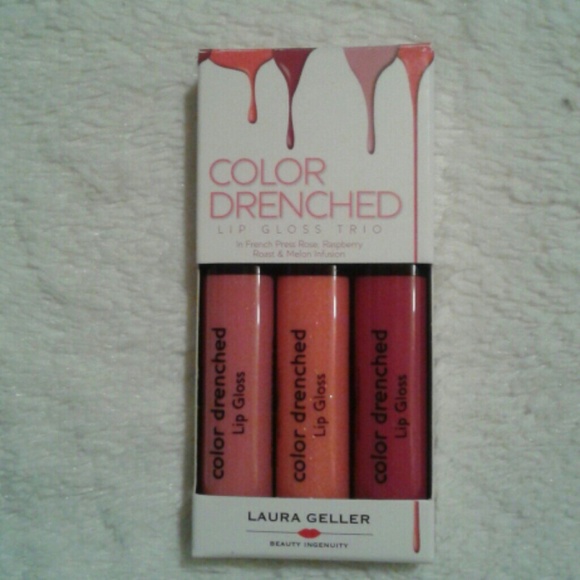 COLOR
DRENCHED
LIP GLOSS TRIO
In French Press Rose, Raspberry
Roast & Melon Infusion
color drenched
Lip Gloss
color drenched
Lip Gloss
color drenched
Lip Gloss
LAURA GELLER
BEAUTY INGENUITY